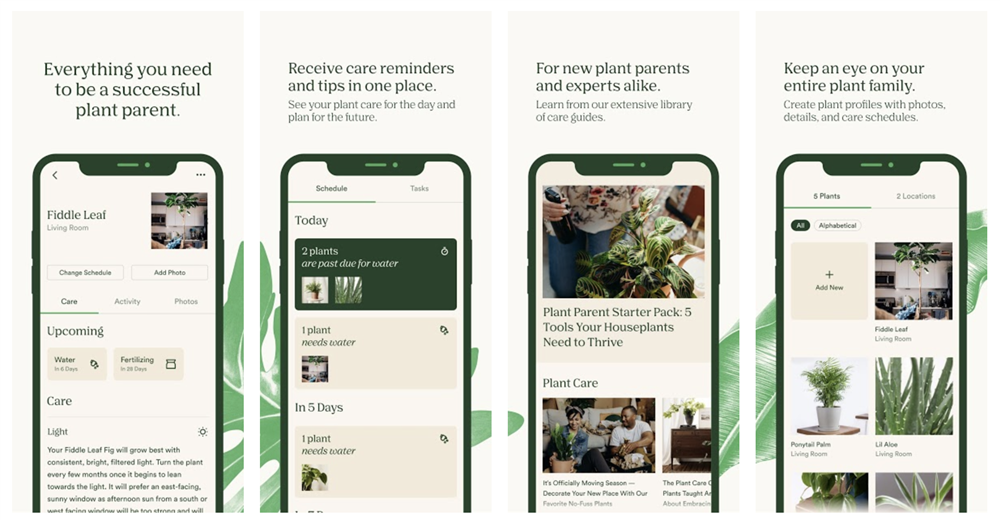 Everything you need
to be a successful
plant parent.
Fiddle Leaf
Living Room
Change Schedule
Add Photo
Care
Activity
Photos
Upcoming
Water
In 6 Days
Fertilizing
In 28 Days
Care
Light
Your Fiddle Leaf Fig will grow best with
consistent, bright, filtered light. Turn the plant
every few months once it begins to lean
towards the light. It will prefer an east-facing,
sunny window as afternoon sun from a south or
west facing window will be too strong and will
Receive care reminders
and tips in one place.
See your plant care for the day and
plan for the future.
Schedule
Tasks
Today
2 plants
are past due for water
1 plant
needs water
In 5 Days
1 plant
needs water
For new plant parents
and experts alike.
Learn from our extensive library
of care guides.
Plant Parent Starter Pack: 5
Tools Your Houseplants
Need to Thrive
Plant Care
It's Officially Moving Season —
Decorate Your New Place With Our
Favorite No-Fuss Plants
The Plant Care
Plants Taught
About Embracin
Keep an eye on your
entire plant family.
Create plant profiles with photos,
details, and care schedules.
5 Plants
2 Locations
All
Alphabetical
+
Add New
Fiddle Leaf
Living Room
Ponytail Palm
Living Room
Lil Aloe
Living Room